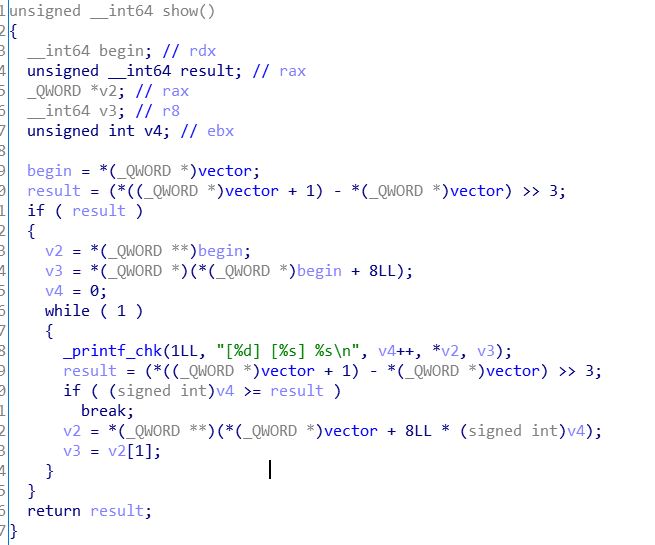 1unsigned __int64 show()
2{
3  __int64 begin; // rdx
4  unsigned __int64 result; // rax
5  _QWORD *v2; // rax
6  __int64 v3; // r8
7  unsigned int v4; // ebx
8
9  begin = *(_QWORD *)vector;
0  result = (*((_QWORD *)vector + 1) - *(_QWORD *)vector) >> 3;
1  if ( result )
2  {
3    v2 = *(_QWORD **)begin;
4    v3 = *(_QWORD *)(*(_QWORD *)begin + 8LL);
5    v4 = 0;
6    while ( 1 )
7    {
8      _printf_chk(1LL, "[%d] [%s] %s\n", v4++, *v2, v3);
9      result = (*((_QWORD *)vector + 1) - *(_QWORD *)vector) >> 3;
0      if ( (signed int)v4 >= result )
1        break;
2      v2 = *(_QWORD **)(*(_QWORD *)vector + 8LL * (signed int)v4);
3      v3 = v2[1];
4    }
5  }
6  return result;
7}